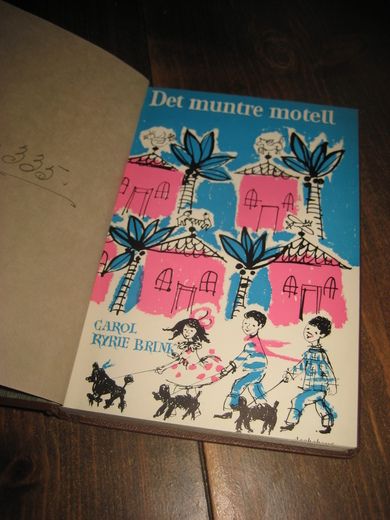 335.
Det muntre motell
CAROL
RYRIE BRINK